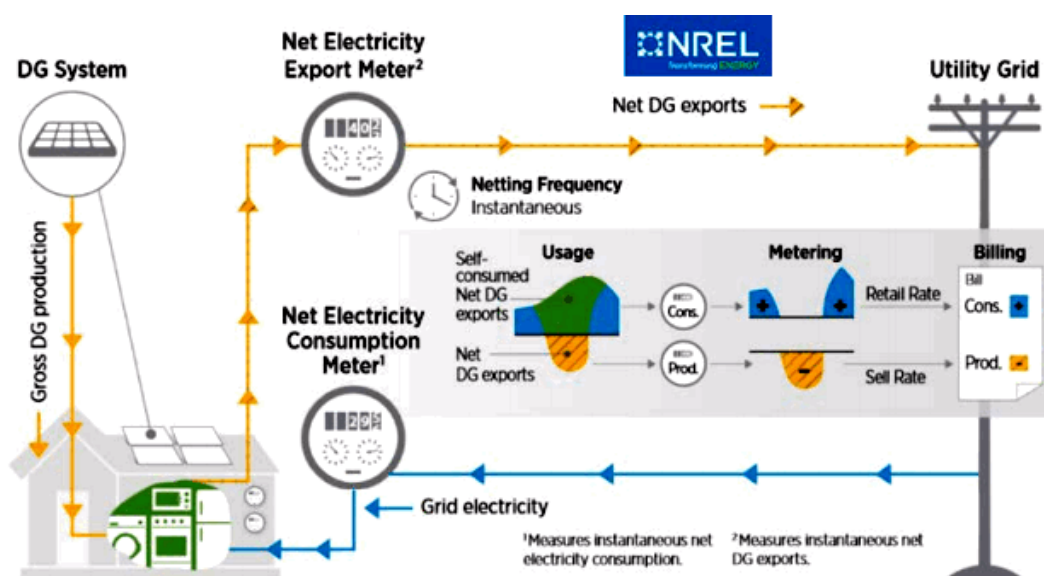 DG System
Net Electricity
Export Meter²
NREL
Transforming ENERGY
Utility Grid
Net DG exports
Netting Frequency
Instantaneous
Gross DG production
Usage
Metering
Billing
Self-
consumed
Net DG
exports
Cons.
Retail Rate
Bill
Cons.
Net
DG exports
Prod.
Sell Rate
Prod.
Net Electricity
Consumption
Meter¹
Grid electricity
¹Measures instantaneous net
electricity consumption.
²Measures instantaneous net
DG exports.